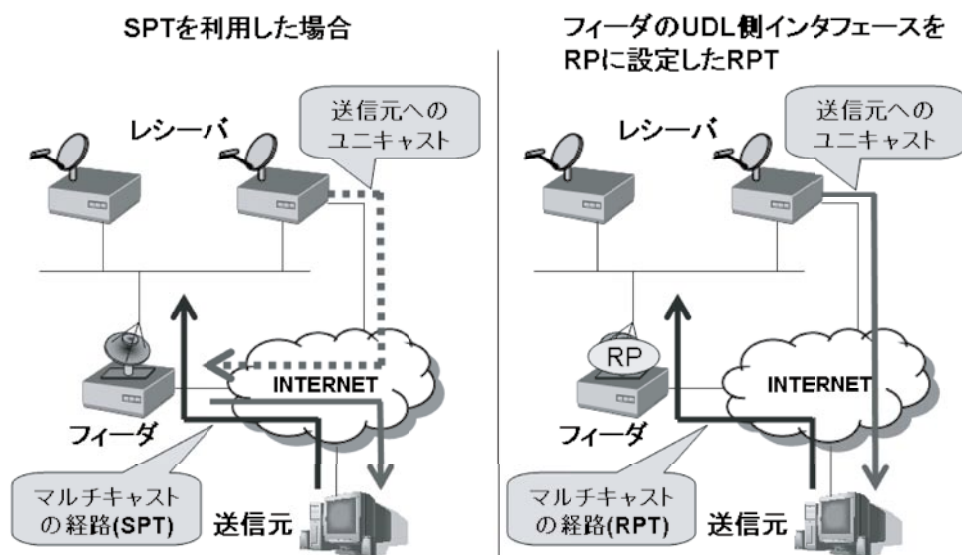 SPTを利用した場合
送信元への
ユニキャスト
レシーバ
INTERNET
フィーダ
マルチキャスト
の経路(SPT)
送信元
フィーダのUDL側インタフェースを
RPに設定したRPT
送信元への
ユニキャスト
レシーバ
RP
INTERNET
フィーダ
マルチキャスト
の経路(RPT)
送信元